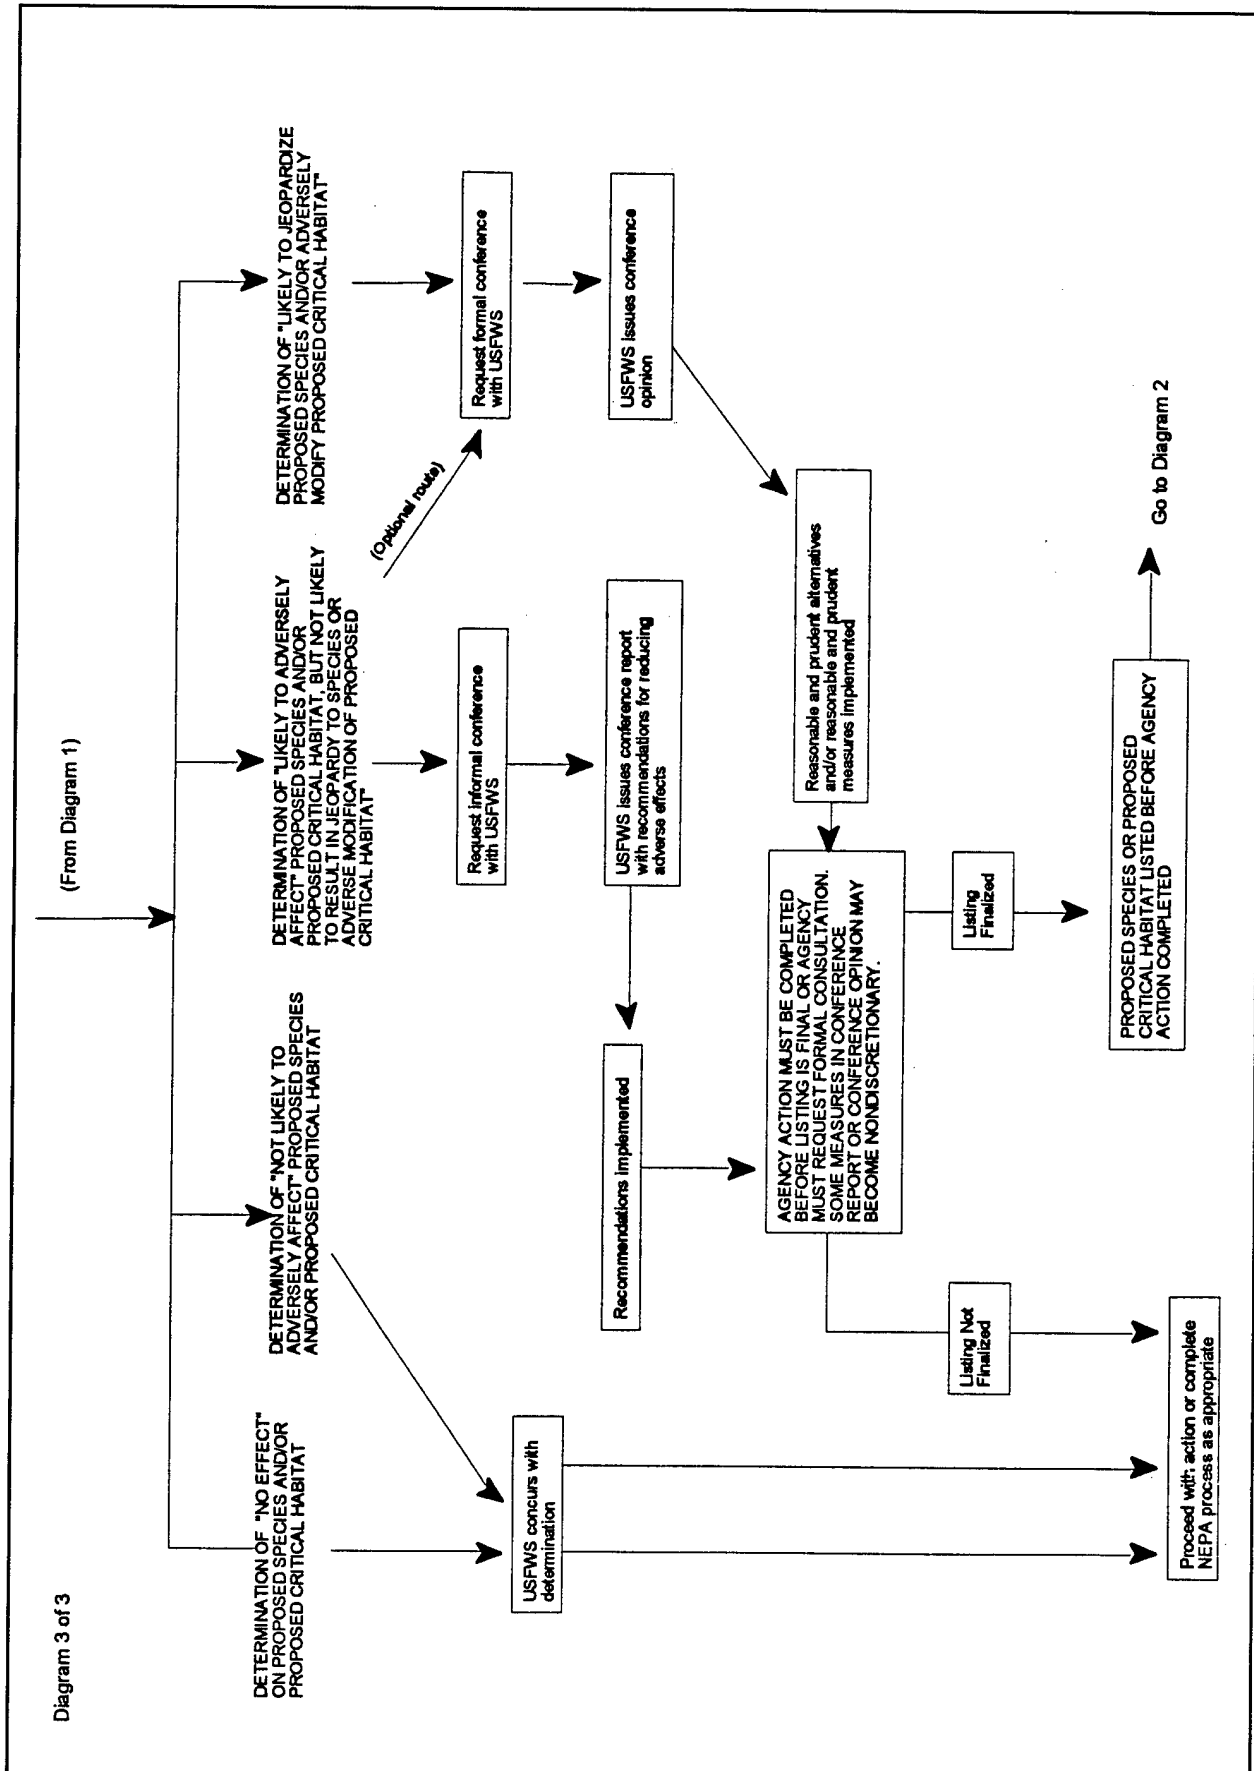 Diagram 3 of 3
(From Diagram 1)
DETERMINATION OF "NO EFFECT"
ON PROPOSED SPECIES AND/OR
PROPOSED CRITICAL HABITAT
DETERMINATION OF "NOT LIKELY TO
ADVERSELY AFFECT" PROPOSED SPECIES
AND/OR PROPOSED CRITICAL HABITAT
DETERMINATION OF "LIKELY TO ADVERSELY
AFFECT" PROPOSED SPECIES AND/OR
PROPOSED CRITICAL HABITAT, BUT NOT LIKELY
TO RESULT IN JEOPARDY TO SPECIES OR
ADVERSE MODIFICATION OF PROPOSED
CRITICAL HABITAT"
DETERMINATION OF "LIKELY TO JEOPARDIZE
PROPOSED SPECIES AND/OR ADVERSELY
MODIFY PROPOSED CRITICAL HABITAT"
(Optional route)
Request informal conference
with USFWS
Request formal conference
with USFWS
USFWS concurs with
determination
USFWS issues conference report
with recommendations for reducing
adverse effects
USFWS issues conference
opinion
Recommendations implemented
Reasonable and prudent alternatives
and/or reasonable and prudent
measures implemented
AGENCY ACTION MUST BE COMPLETED
BEFORE LISTING IS FINAL OR AGENCY
MUST REQUEST FORMAL CONSULTATION.
SOME MEASURES IN CONFERENCE
REPORT OR CONFERENCE OPINION MAY
BECOME NONDISCRETIONARY.
Listing Not
Finalized
Listing
Finalized
Proceed with action or complete
NEPA process as appropriate
PROPOSED SPECIES OR PROPOSED
CRITICAL HABITAT LISTED BEFORE AGENCY
ACTION COMPLETED
Go to Diagram 2